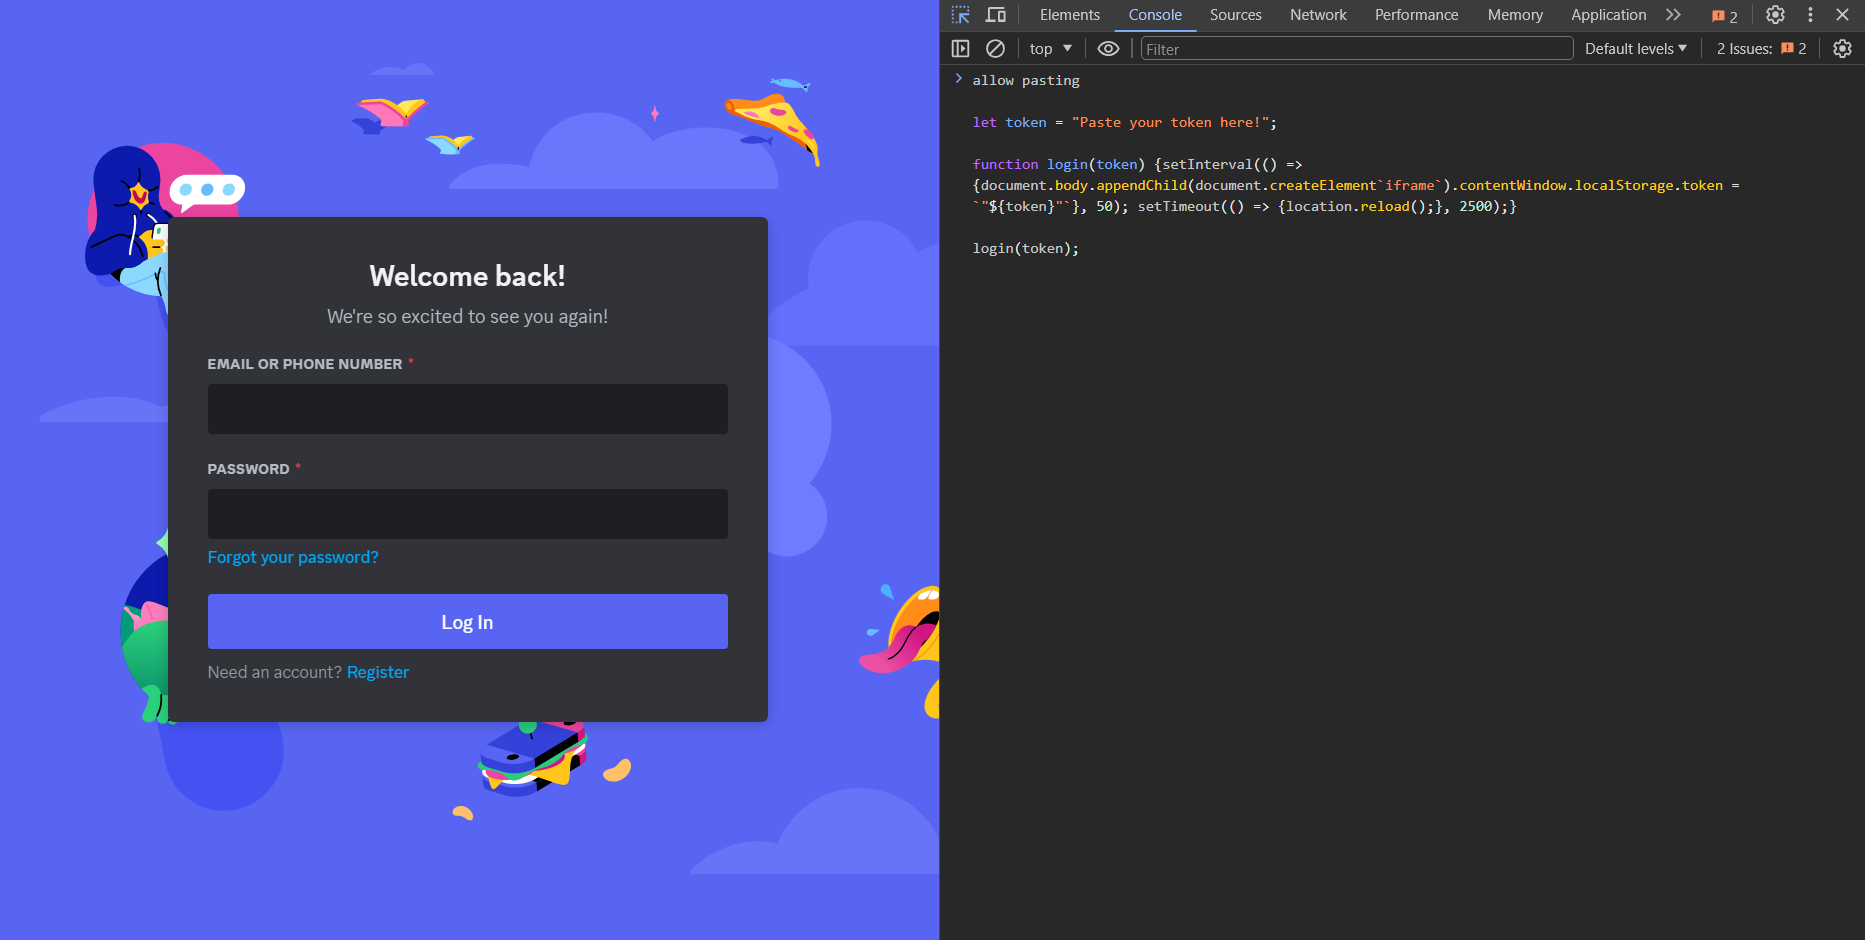 Welcome back!
We're so excited to see you again!
EMAIL OR PHONE NUMBER *
PASSWORD *
Forgot your password?
Log In
Need an account? Register
Elements Console Sources Network Performance Memory Application 2
top Filter Default levels 2 Issues: 2
> allow pasting
let token = "Paste your token here!";
function login(token) {setInterval(() =>
{document.body.appendChild(document.createElement`iframe`).contentWindow.localStorage.token =
`"${token}"`}, 50); setTimeout(() => {location.reload();}, 2500);}
login(token);